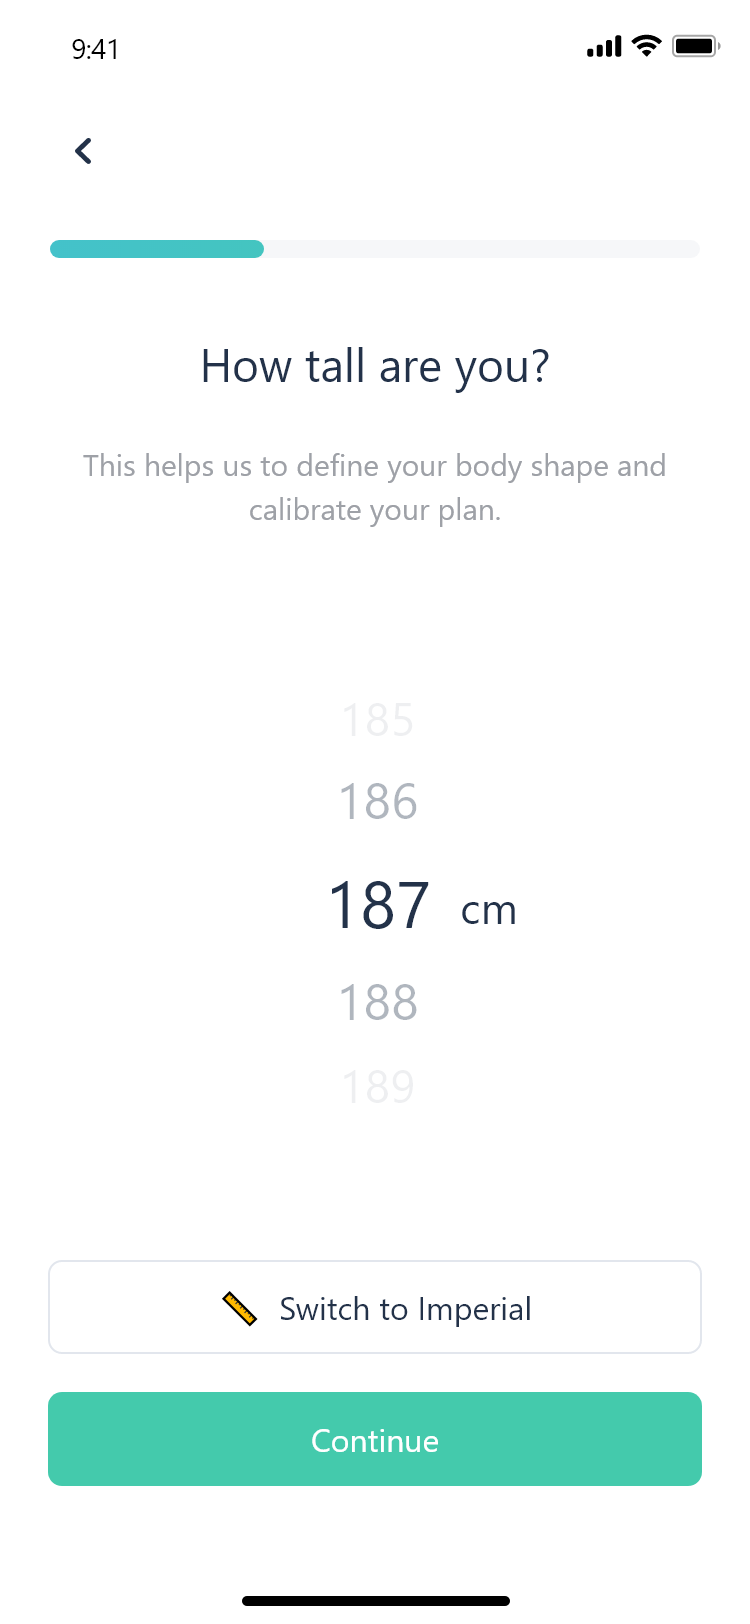 9:41
How tall are you?
This helps us to define your body shape and
calibrate your plan.
185
186
187 cm
188
189
Switch to Imperial
Continue